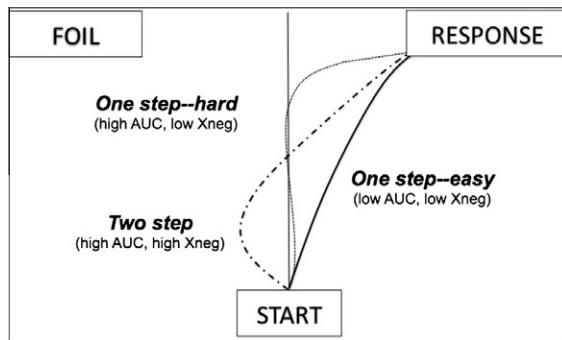 FOIL
RESPONSE
One step--hard
(high AUC, low Xneg)
One step--easy
(low AUC, low Xneg)
Two step
(high AUC, high Xneg)
START